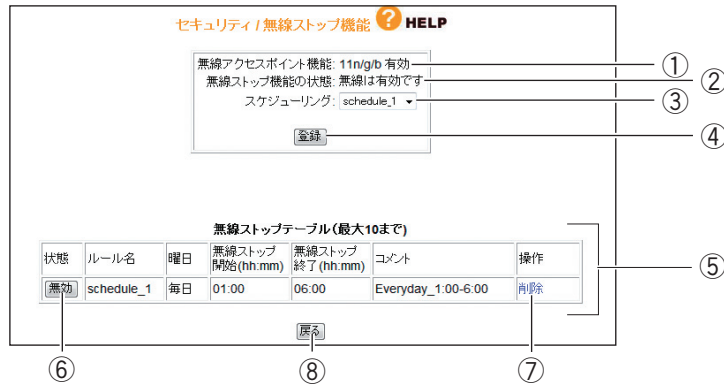 セキュリティ / 無線ストップ機能 ? HELP
無線アクセスポイント機能: 11n/g/b 有効
①
無線ストップ機能の状態: 無線は有効です
②
スケジューリング: schedule_1
③
登録
④
無線ストップテーブル(最大10まで)
状態 ルール名 曜日 無線ストップ開始(hh:mm) 無線ストップ終了(hh:mm) コメント 操作
⑤
無効 schedule_1 毎日 01:00 06:00 Everyday_1:00-6:00 削除
戻る
⑥ ⑧ ⑦